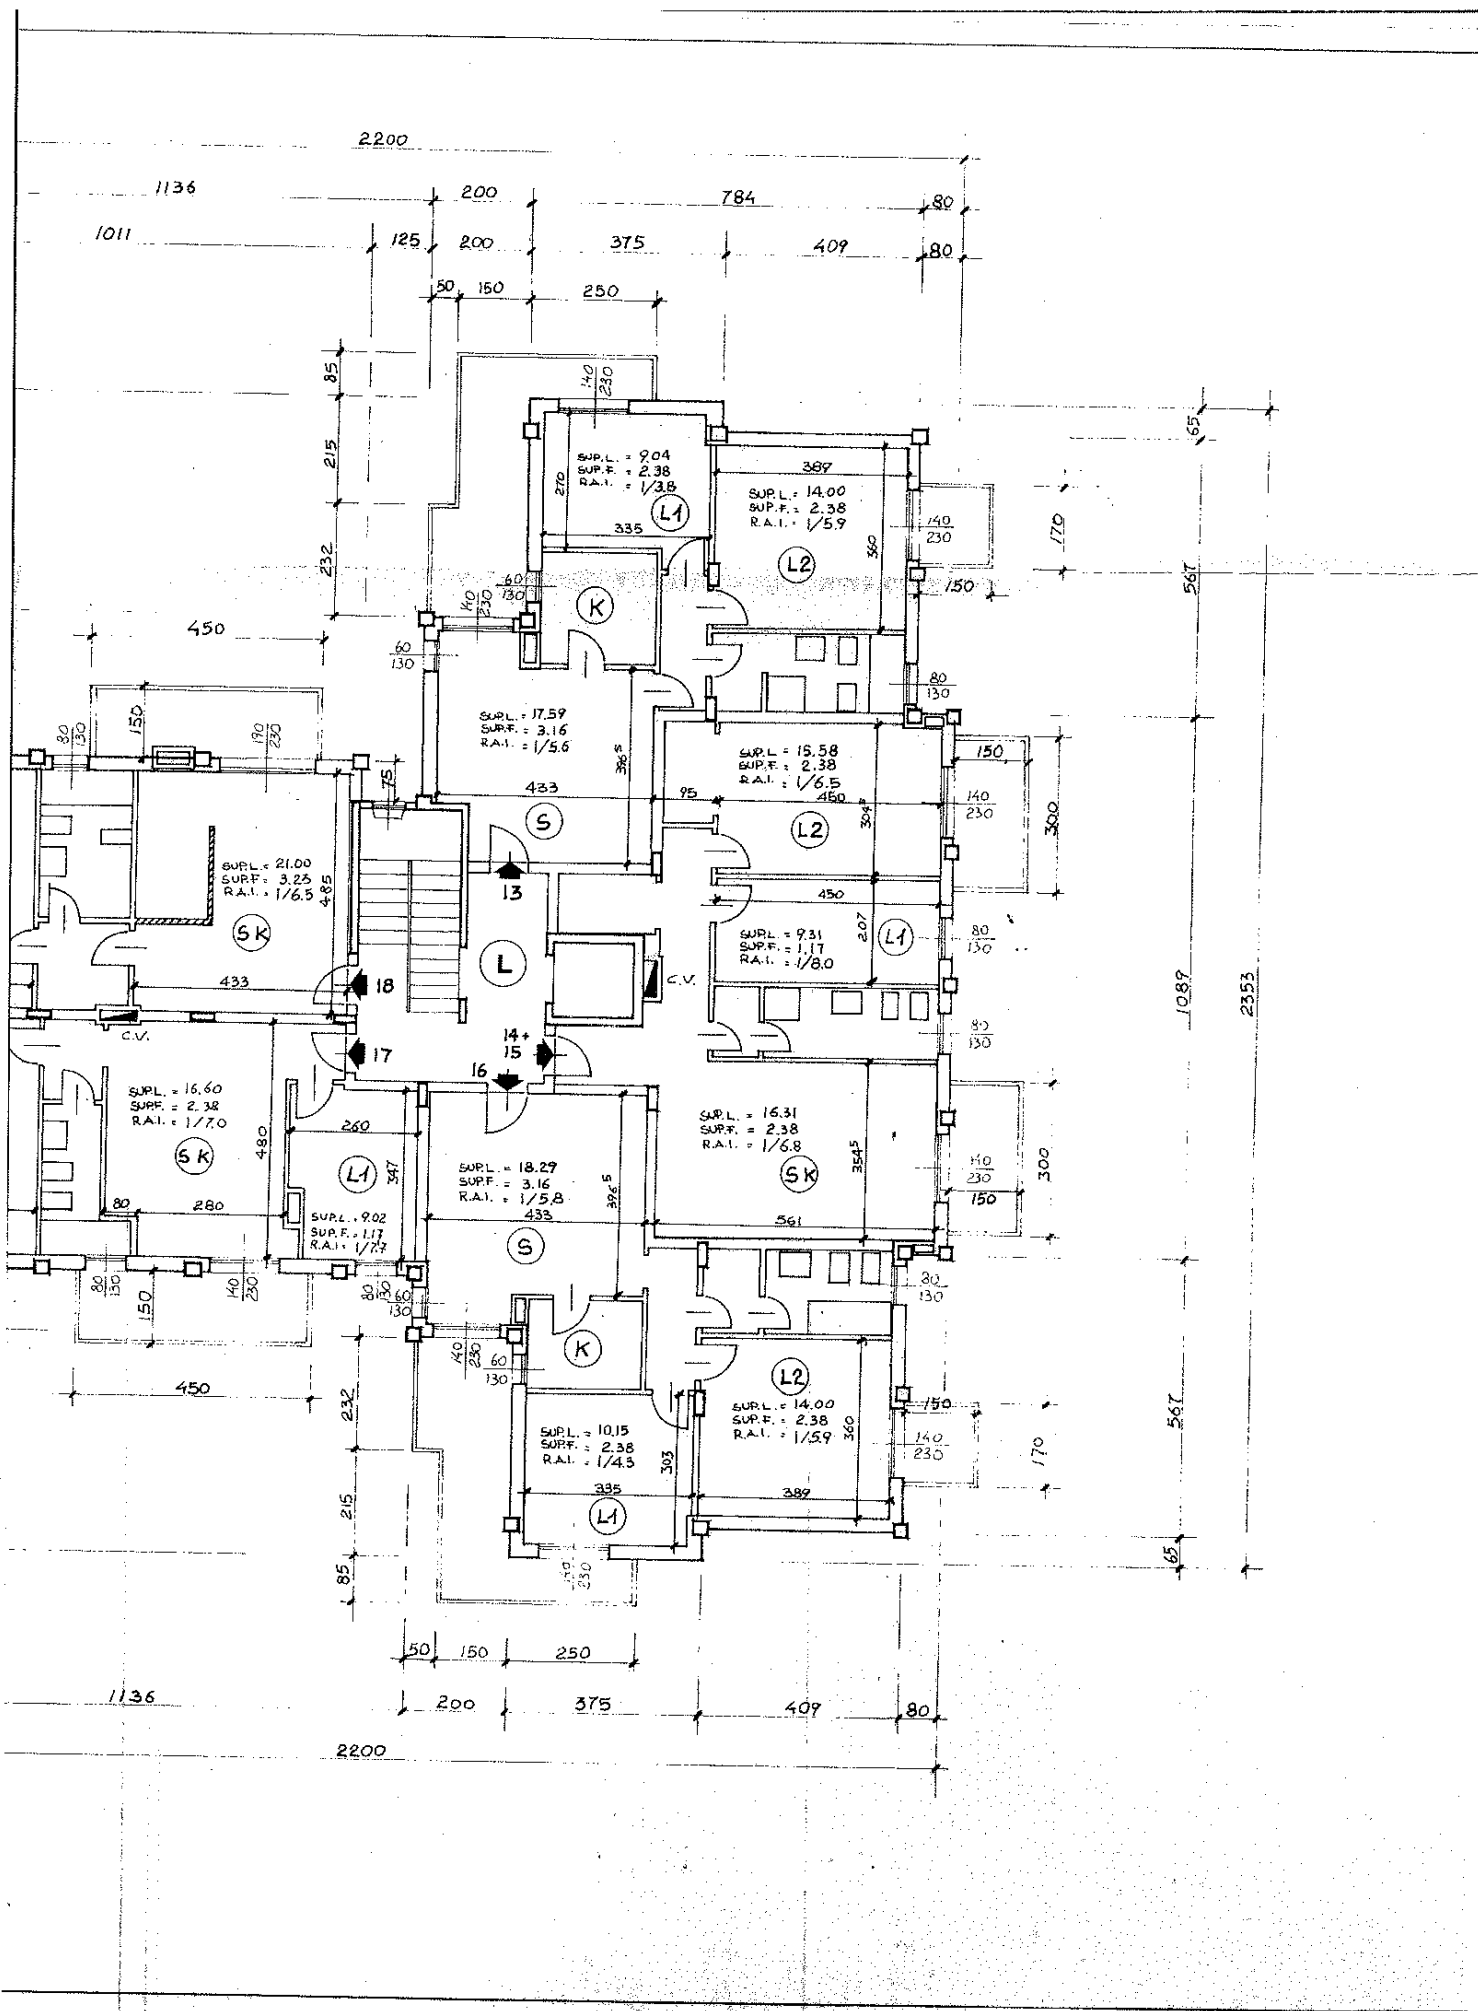 2200
1136
200
784
80
1011
125
200
375
409
80
50
150
250
85
140
230
65
SUP.L. = 9.04
SUP.F. = 2.38
R.A.I. = 1/3.8
270
L1
335
389
SUP.L. = 14.00
SUP.F. = 2.38
R.A.I. = 1/5.9
360
L2
140
230
170
215
232
60
130
K
140
230
150
567
450
60
130
80
130
150
80
130
190
230
SUP.L. = 17.59
SUP.F. = 3.16
R.A.I. = 1/5.6
396⁵
433
S
75
SUP.L = 15.58
SUP.F. = 2.38
R.A.I. = 1/6.5
95
450
304⁵
L2
150
140
230
300
SUP.L. = 21.00
SUP.F. = 3.23
R.A.I. = 1/6.5
485
SK
433
13
L
18
17
14+
15
16
C.V.
C.V.
450
SUP.L. = 9.31
SUP.F. = 1.17
R.A.I. = 1/8.0
207
L1
80
130
80
130
1089
2353
SUP.L. = 16.60
SUP.F. = 2.38
R.A.I. = 1/7.0
480
SK
80
280
260
L1
347
SUP.L. = 9.02
SUP.F. = 1.17
R.A.I. = 1/7.7
SUP.L. = 18.29
SUP.F. = 3.16
R.A.I. = 1/5.8
396⁵
433
S
SUP.L. = 16.31
SUP.F. = 2.38
R.A.I. = 1/6.8
354⁵
SK
561
140
230
150
300
80
130
150
140
230
80
130
60
130
80
130
450
140
230
60
130
K
L2
SUP.L. = 14.00
SUP.F. = 2.38
R.A.I. = 1/5.9
360
389
150
140
230
170
567
232
SUP.L. = 10.15
SUP.F. = 2.38
R.A.I. = 1/4.3
303
335
L1
215
85
140
230
65
50
150
250
1136
200
375
409
80
2200